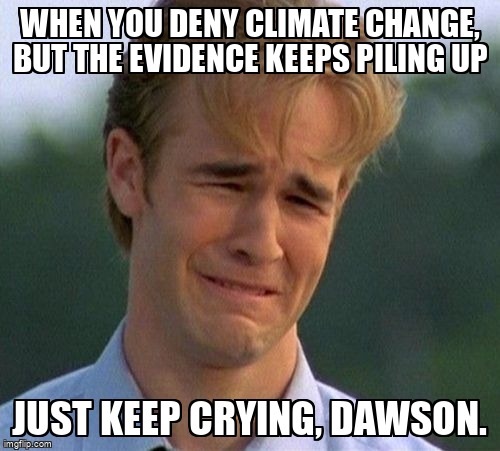 WHEN YOU DENY CLIMATE CHANGE,
BUT THE EVIDENCE KEEPS PILING UP
JUST KEEP CRYING, DAWSON.
imgflip.com